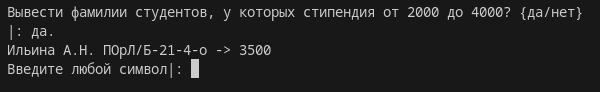 Вывести фамилии студентов, у которых стипендия от 2000 до 4000? {да/нет}
|: да.
Ильина А.Н. ПОрЛ/Б-21-4-о -> 3500
Введите любой символ|: